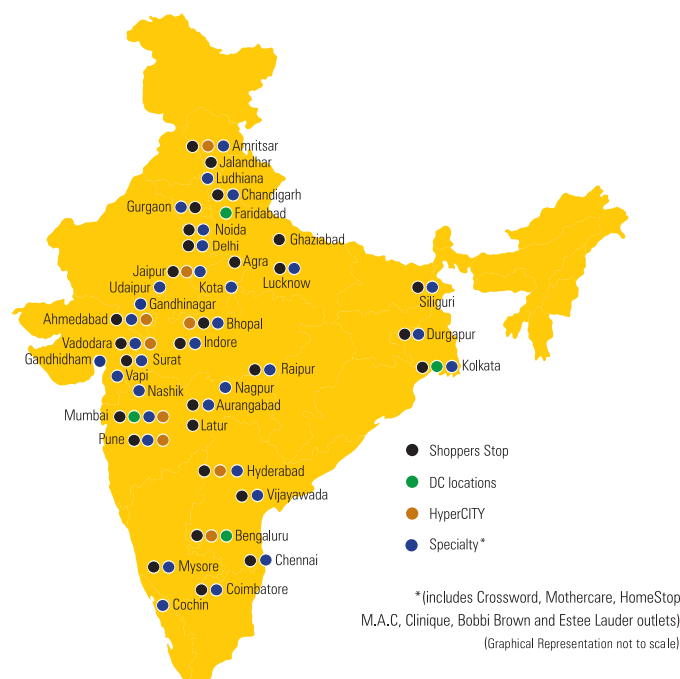 Amritsar
Jalandhar
Ludhiana
Chandigarh
Gurgaon
Faridabad
Noida
Ghaziabad
Delhi
Agra
Jaipur
Lucknow
Udaipur
Kota
Siliguri
Gandhinagar
Ahmedabad
Bhopal
Durgapur
Vadodara
Indore
Gandhidham
Surat
Kolkata
Raipur
Vapi
Nagpur
Nashik
Aurangabad
Mumbai
Latur
Pune
Shoppers Stop
Hyderabad
DC locations
Vijayawada
HyperCITY
Bengaluru
Specialty*
Chennai
Mysore
Coimbatore
*(includes Crossword, Mothercare, HomeStop
Cochin
M.A.C, Clinique, Bobbi Brown and Estee Lauder outlets)
(Graphical Representation not to scale)